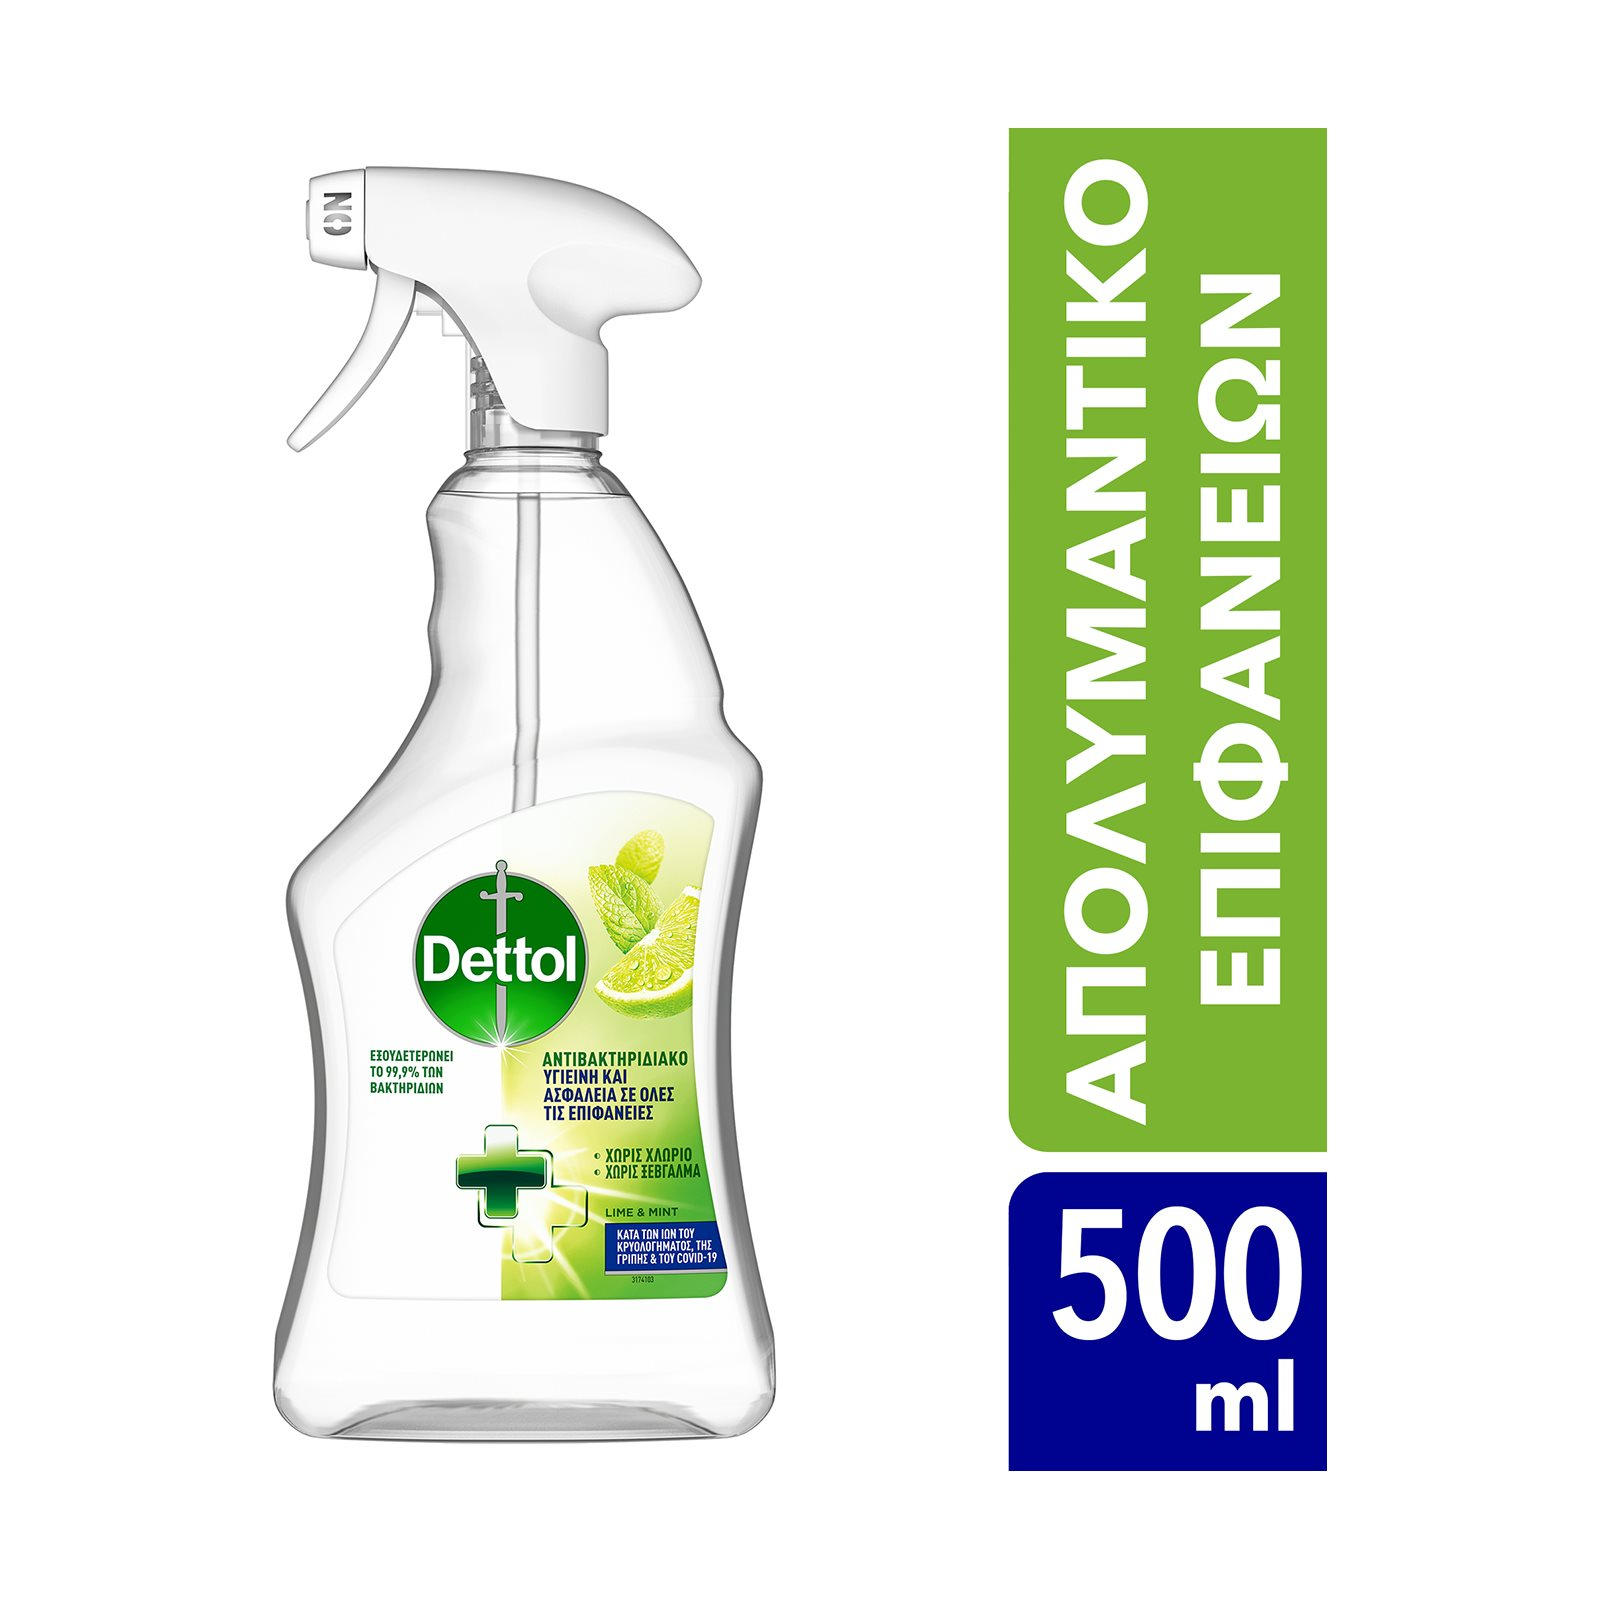 ON
Dettol
ΕΞΟΥΔΕΤΕΡΩΝΕΙ
ΤΟ 99,9% ΤΩΝ
ΒΑΚΤΗΡΙΔΙΩΝ
ΑΝΤΙΒΑΚΤΗΡΙΔΙΑΚΟ
ΥΓΙΕΙΝΗ ΚΑΙ
ΑΣΦΑΛΕΙΑ ΣΕ ΟΛΕΣ
ΤΙΣ ΕΠΙΦΑΝΕΙΕΣ
• ΧΩΡΙΣ ΧΛΩΡΙΟ
• ΧΩΡΙΣ ΞΕΒΓΑΛΜΑ
LIME & MINT
ΚΑΤΑ ΤΩΝ ΙΩΝ ΤΟΥ
ΚΡΥΟΛΟΓΗΜΑΤΟΣ, ΤΗΣ
ΓΡΙΠΗΣ & ΤΟΥ COVID-19
3174103
ΑΠΟΛΥΜΑΝΤΙΚΟ
ΕΠΙΦΑΝΕΙΩΝ
500
ml